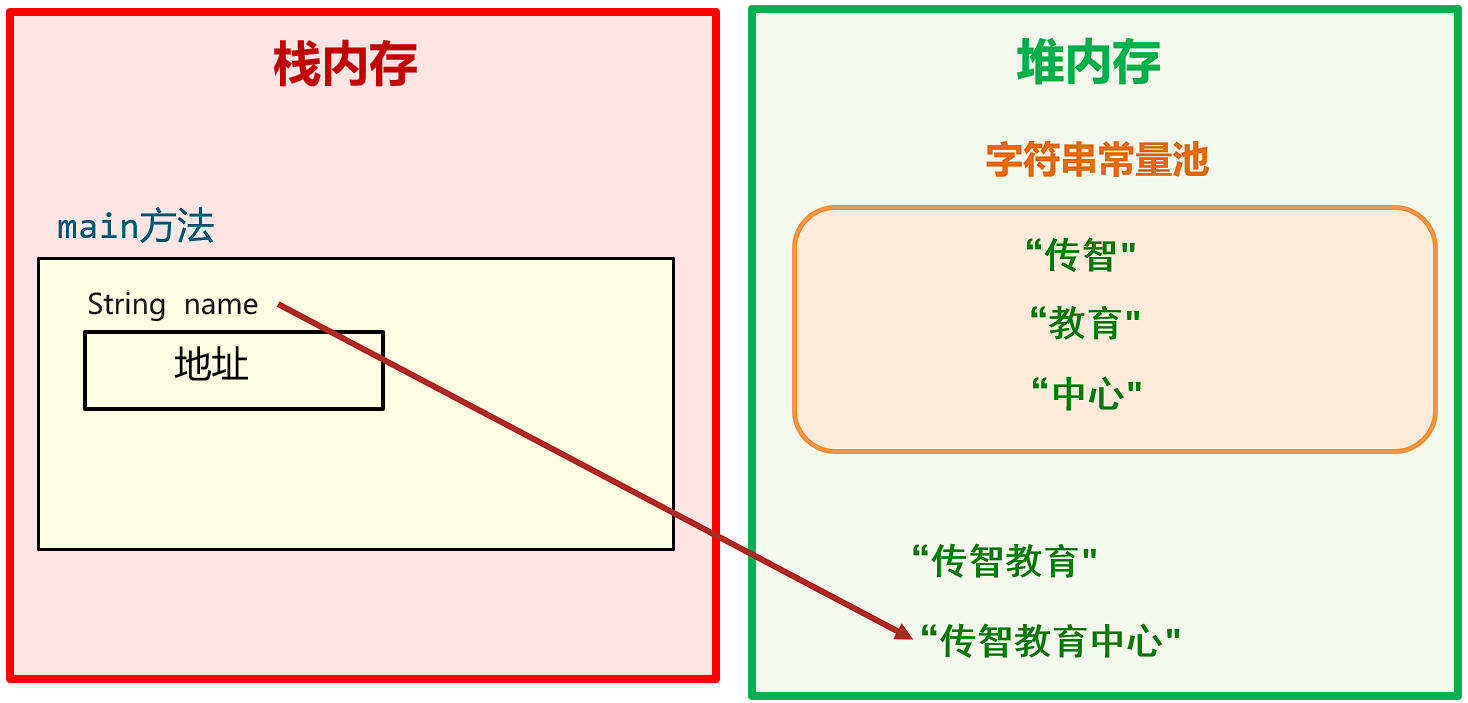 栈内存
main方法
String name
地址
堆内存
字符串常量池
“传智"
“教育"
“中心"
“传智教育"
“传智教育中心"